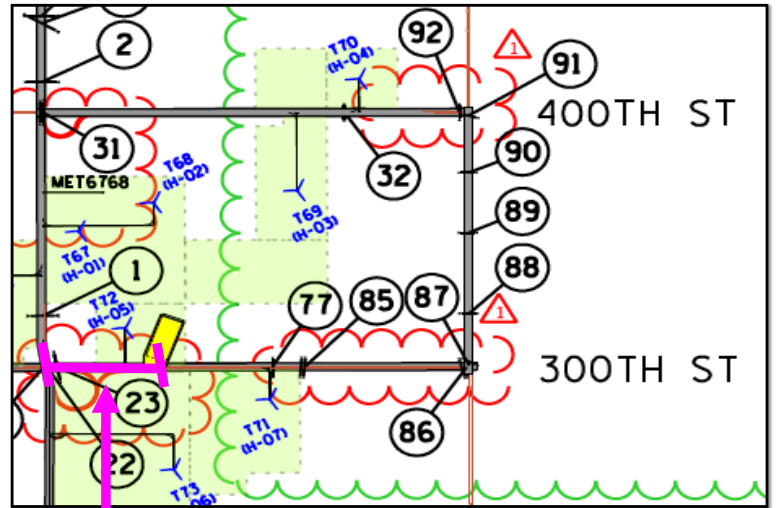 92
T70
(H-04)
1
91
2
400TH ST
31
90
T68
(H-02)
32
MET6768
T69
(H-03)
89
T67
(H-01)
1
88
T72
(H-05)
77
85
87
1
300TH ST
23
86
T71
(H-07)
22
T73